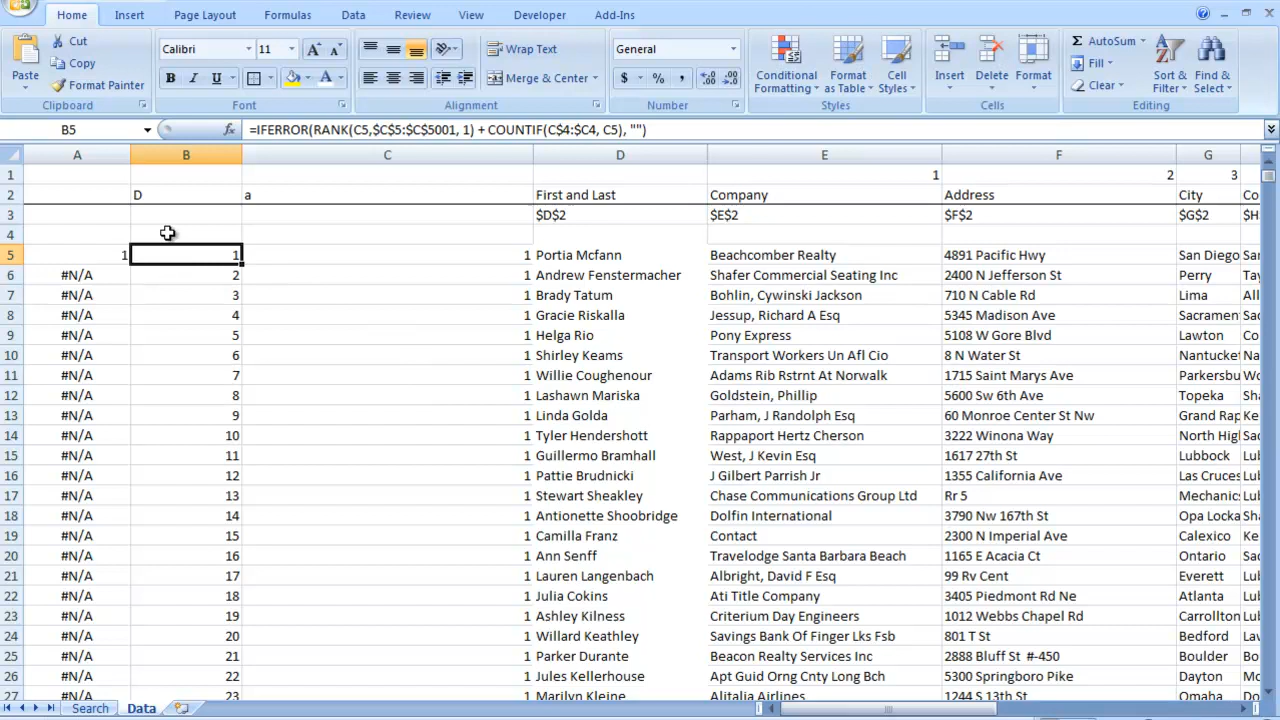 Home Insert Page Layout Formulas Data Review View Developer Add-Ins
Paste
Cut
Copy
Format Painter
Clipboard
Calibri 11 A A
B I U A
Font
Wrap Text
Merge & Center
Alignment
General
$ % , .0 .00 .00 .0
Number
Conditional Formatting
Format as Table
Cell Styles
Styles
Insert Delete Format
Cells
Σ AutoSum
Fill
Clear
Sort & Filter
Find & Select
Editing
B5 fx =IFERROR(RANK(C5,$C$5:$C$5001, 1) + COUNTIF(C$4:$C4, C5), "")
A B C D E F G
1 1 2 3
2 D a First and Last Company Address City Co
3 $D$2 $E$2 $F$2 $G$2 $H
4
5 1 1 1 Portia Mcfann Beachcomber Realty 4891 Pacific Hwy San Diego San
6 #N/A 2 1 Andrew Fenstermacher Shafer Commercial Seating Inc 2400 N Jefferson St Perry Tay
7 #N/A 3 1 Brady Tatum Bohlin, Cywinski Jackson 710 N Cable Rd Lima All
8 #N/A 4 1 Gracie Riskalla Jessup, Richard A Esq 5345 Madison Ave Sacrament Sac
9 #N/A 5 1 Helga Rio Pony Express 5108 W Gore Blvd Lawton Co
10 #N/A 6 1 Shirley Keams Transport Workers Un Afl Cio 8 N Water St Nantucket Na
11 #N/A 7 1 Willie Coughenour Adams Rib Rstrnt At Norwalk 1715 Saint Marys Ave Parkersbu Wo
12 #N/A 8 1 Lashawn Mariska Goldstein, Phillip 5600 Sw 6th Ave Topeka Sha
13 #N/A 9 1 Linda Golda Parham, J Randolph Esq 60 Monroe Center St Nw Grand Rap Ke
14 #N/A 10 1 Tyler Hendershott Rappaport Hertz Cherson 3222 Winona Way North High Sac
15 #N/A 11 1 Guillermo Bramhall West, J Kevin Esq 1617 27th St Lubbock Lub
16 #N/A 12 1 Pattie Brudnicki J Gilbert Parrish Jr 1355 California Ave Las Cruces Do
17 #N/A 13 1 Stewart Sheakley Chase Communications Group Ltd Rr 5 Mechanics Cu
18 #N/A 14 1 Antionette Shoobridge Dolfin International 3790 Nw 167th St Opa Locka Mi
19 #N/A 15 1 Camilla Franz Contact 2300 N Imperial Ave Calexico Ke
20 #N/A 16 1 Ann Senff Travelodge Santa Barbara Beach 1165 E Acacia Ct Ontario Sa
21 #N/A 17 1 Lauren Langenbach Albright, David F Esq 99 Rv Cent Everett Lub
22 #N/A 18 1 Julia Cokins Ati Title Company 3405 Piedmont Rd Ne Atlanta Lub
23 #N/A 19 1 Ashley Kilness Criterium Day Engineers 1012 Webbs Chapel Rd Carrollton Lub
24 #N/A 20 1 Willard Keathley Savings Bank Of Finger Lks Fsb 801 T St Bedford Law
25 #N/A 21 1 Parker Durante Beacon Realty Services Inc 2888 Bluff St #-450 Boulder Bo
26 #N/A 22 1 Jules Kellerhouse Apt Guid Orng Cnty Long Bch 5300 Springboro Pike Dayton Mo
27 #N/A 23 1 Marilyn Kleine Alitalia Airlines 1244 S 13th St Omaha
Search Data